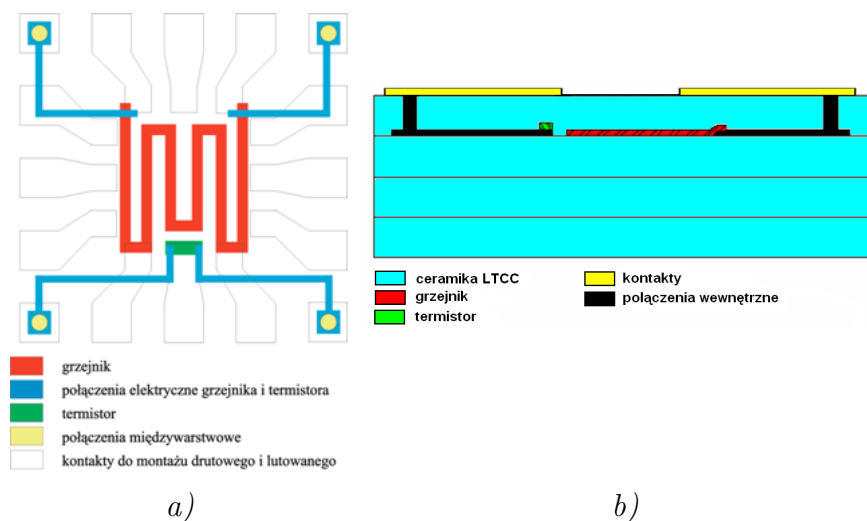 grzejnik
połączenia elektryczne grzejnika i termistora
termistor
połączenia międzywarstwowe
kontakty do montażu drutowego i lutowanego
a)
ceramika LTCC
grzejnik
termistor
kontakty
połączenia wewnętrzne
b)